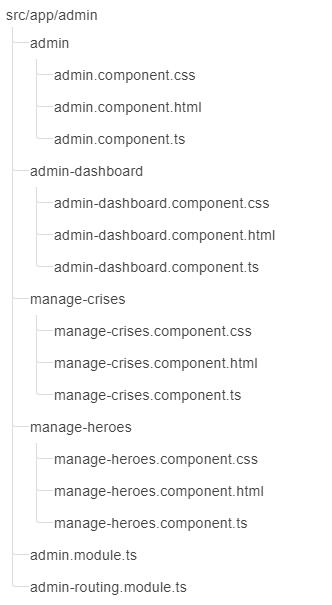 src/app/admin
admin
admin.component.css
admin.component.html
admin.component.ts
admin-dashboard
admin-dashboard.component.css
admin-dashboard.component.html
admin-dashboard.component.ts
manage-crises
manage-crises.component.css
manage-crises.component.html
manage-crises.component.ts
manage-heroes
manage-heroes.component.css
manage-heroes.component.html
manage-heroes.component.ts
admin.module.ts
admin-routing.module.ts